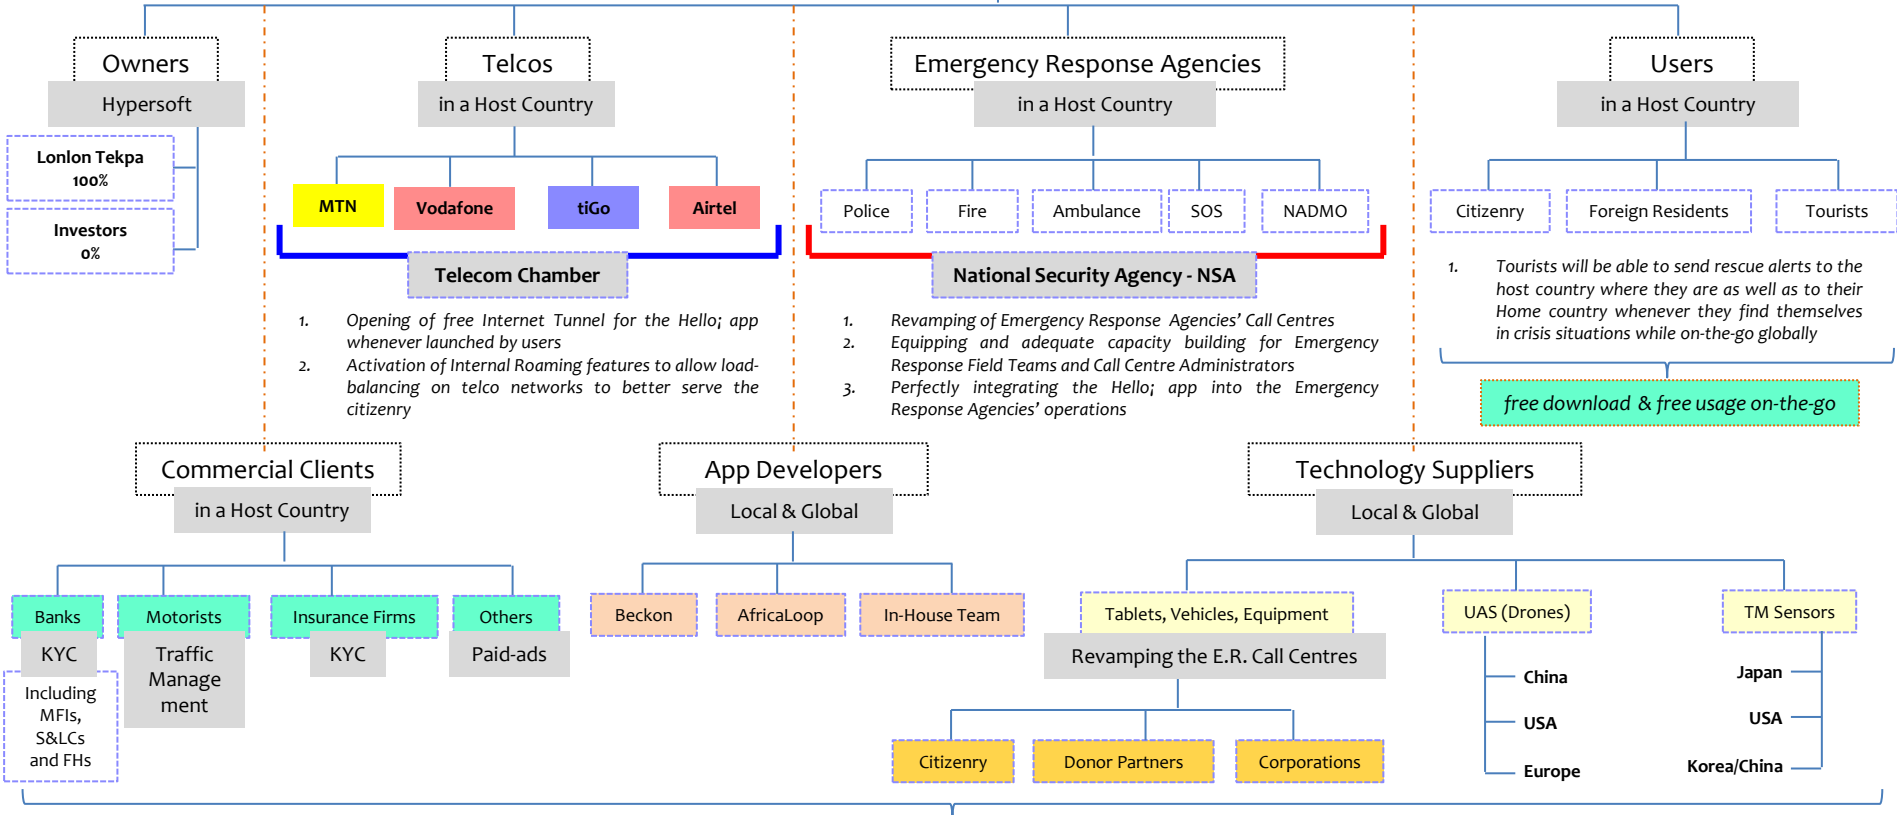 Owners
Hypersoft
Lonlon Tekpa
100%
Investors
0%
Telcos
in a Host Country
MTN
Vodafone
tiGo
Airtel
Telecom Chamber
1. Opening of free Internet Tunnel for the Hello; app
whenever launched by users
2. Activation of Internal Roaming features to allow load-
balancing on telco networks to better serve the
citizenry
Emergency Response Agencies
in a Host Country
Police
Fire
Ambulance
SOS
NADMO
National Security Agency - NSA
1. Revamping of Emergency Response Agencies’ Call Centres
2. Equipping and adequate capacity building for Emergency
Response Field Teams and Call Centre Administrators
3. Perfectly integrating the Hello; app into the Emergency
Response Agencies’ operations
Users
in a Host Country
Citizenry
Foreign Residents
Tourists
1. Tourists will be able to send rescue alerts to the
host country where they are as well as to their
Home country whenever they find themselves
in crisis situations while on-the-go globally
free download & free usage on-the-go
Commercial Clients
in a Host Country
Banks
KYC
Including
MFIs,
S&LCs
and FHs
Motorists
Traffic
Manage
ment
Insurance Firms
KYC
Others
Paid-ads
App Developers
Local & Global
Beckon
AfricaLoop
In-House Team
Technology Suppliers
Local & Global
Tablets, Vehicles, Equipment
Revamping the E.R. Call Centres
Citizenry
Donor Partners
Corporations
UAS (Drones)
China
USA
Europe
TM Sensors
Japan
USA
Korea/China